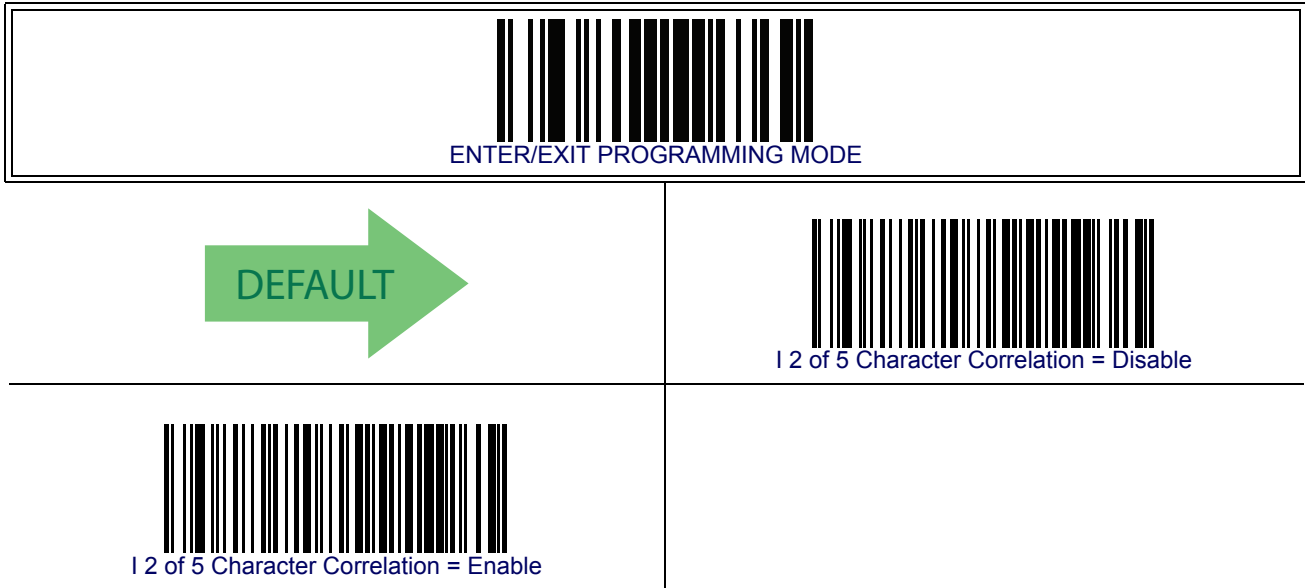 ENTER/EXIT PROGRAMMING MODE
DEFAULT
I 2 of 5 Character Correlation = Disable
I 2 of 5 Character Correlation = Enable